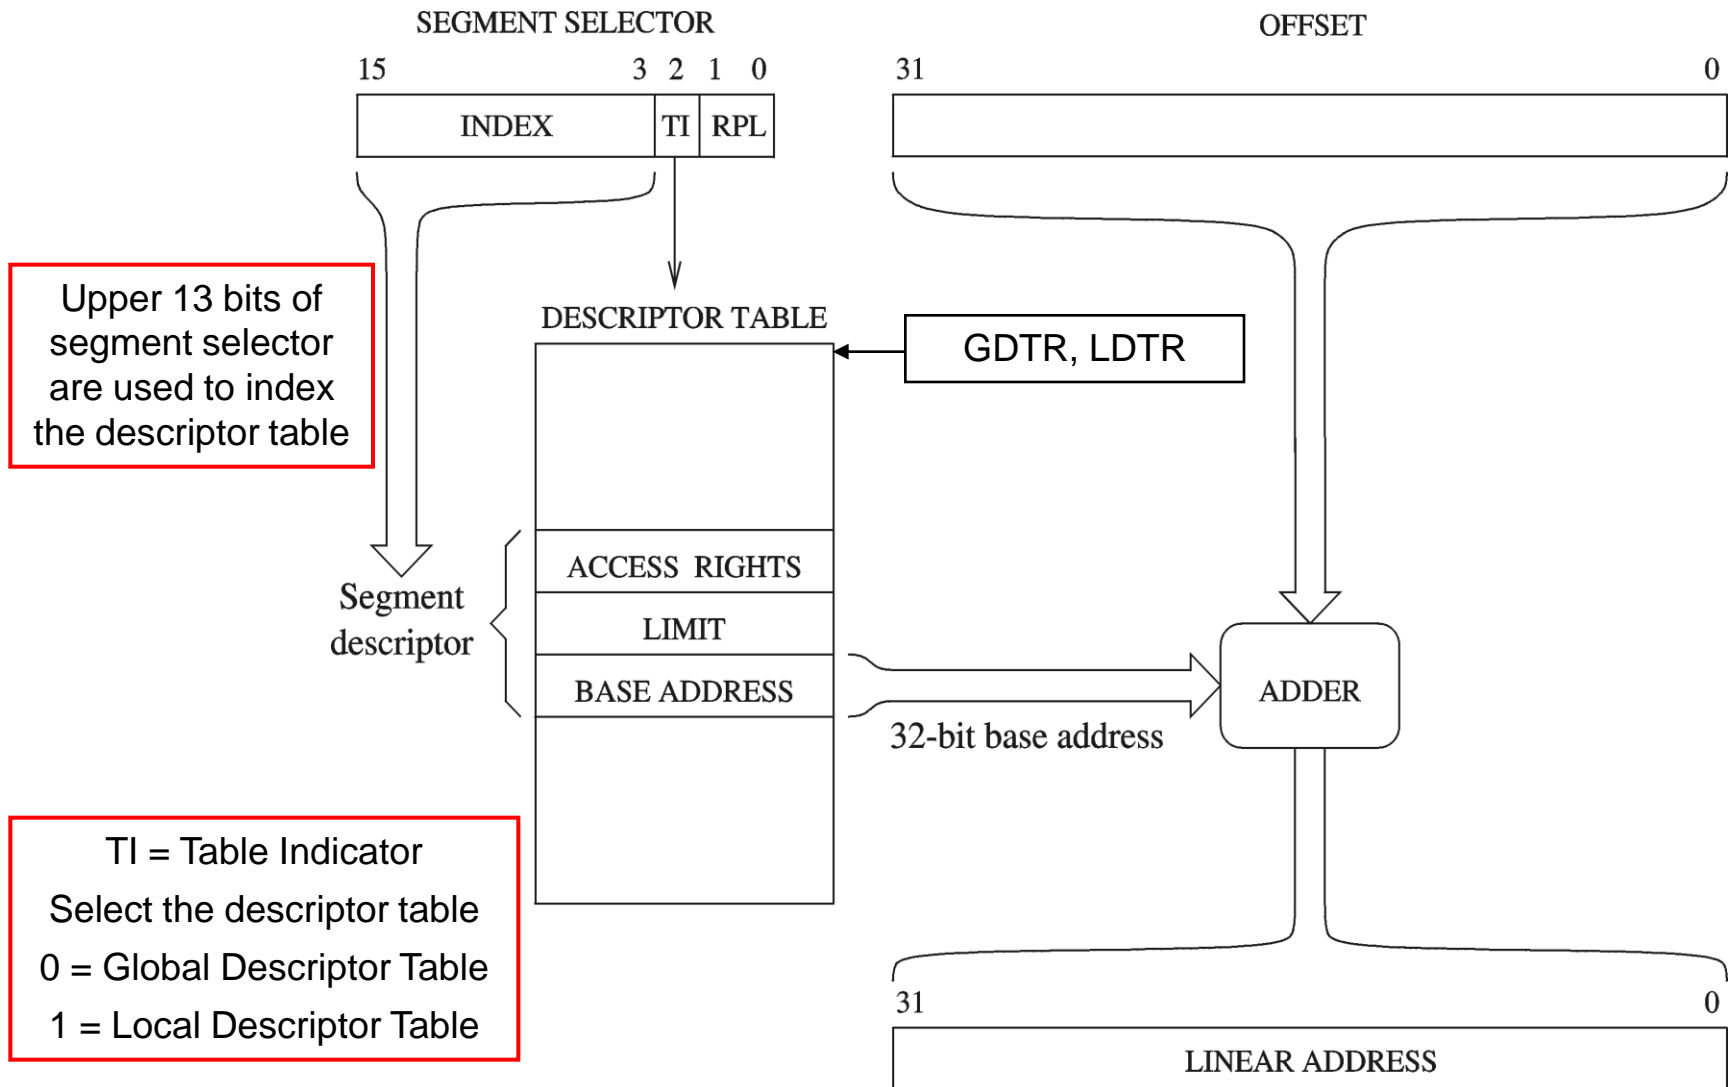 SEGMENT SELECTOR
OFFSET
15 3 2 1 0
31 0
INDEX TI RPL
Upper 13 bits of
segment selector
are used to index
the descriptor table
DESCRIPTOR TABLE
GDTR, LDTR
ACCESS RIGHTS
Segment
descriptor
LIMIT
BASE ADDRESS
ADDER
32-bit base address
TI = Table Indicator
Select the descriptor table
0 = Global Descriptor Table
1 = Local Descriptor Table
31 0
LINEAR ADDRESS